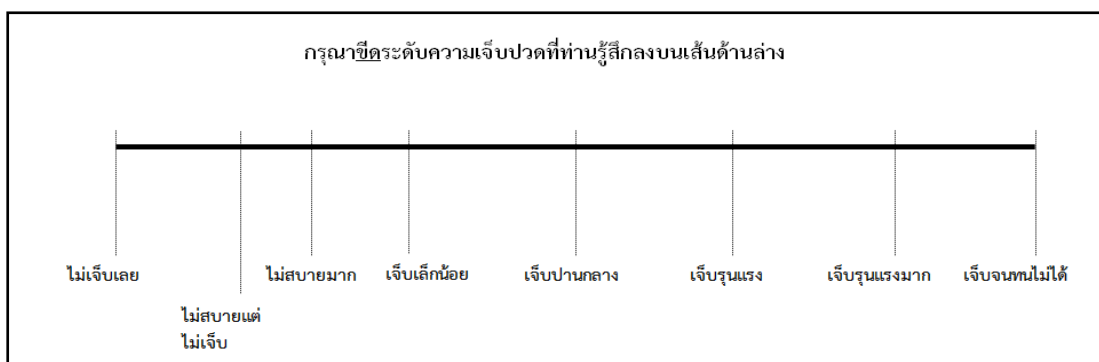 กรุณาขีดระดับความเจ็บปวดที่ท่านรู้สึกลงบนเส้นด้านล่าง
ไม่เจ็บเลย
ไม่สบายแต่
ไม่เจ็บ
ไม่สบายมาก
เจ็บเล็กน้อย
เจ็บปานกลาง
เจ็บรุนแรง
เจ็บรุนแรงมาก
เจ็บจนทนไม่ได้